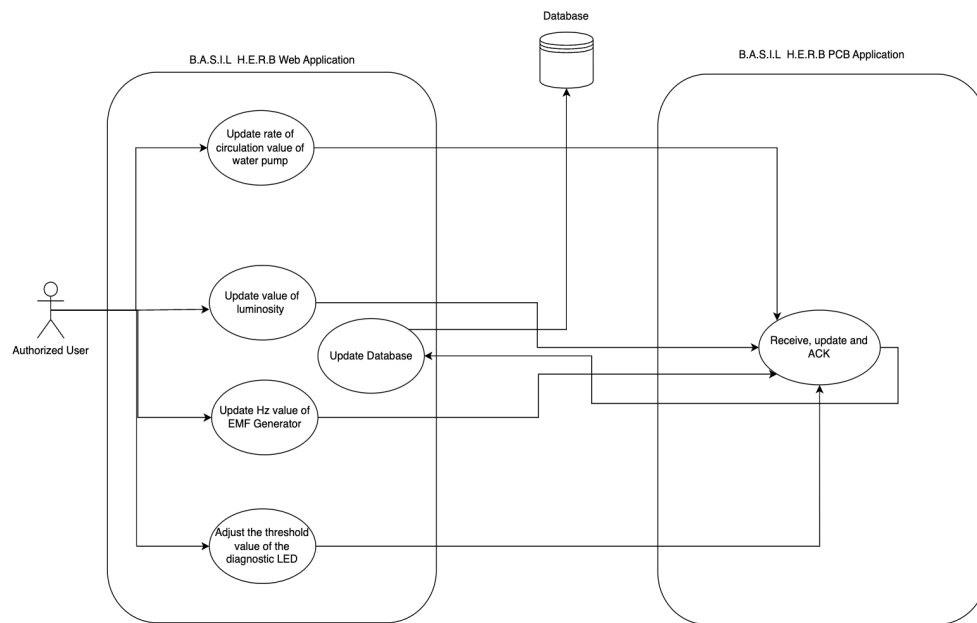 Database
B.A.S.I.L H.E.R.B Web Application
B.A.S.I.L H.E.R.B PCB Application
Update rate of
circulation value of
water pump
Update value of
luminosity
Authorized User
Update Database
Receive, update and
ACK
Update Hz value of
EMF Generator
Adjust the threshold
value of the
diagnostic LED